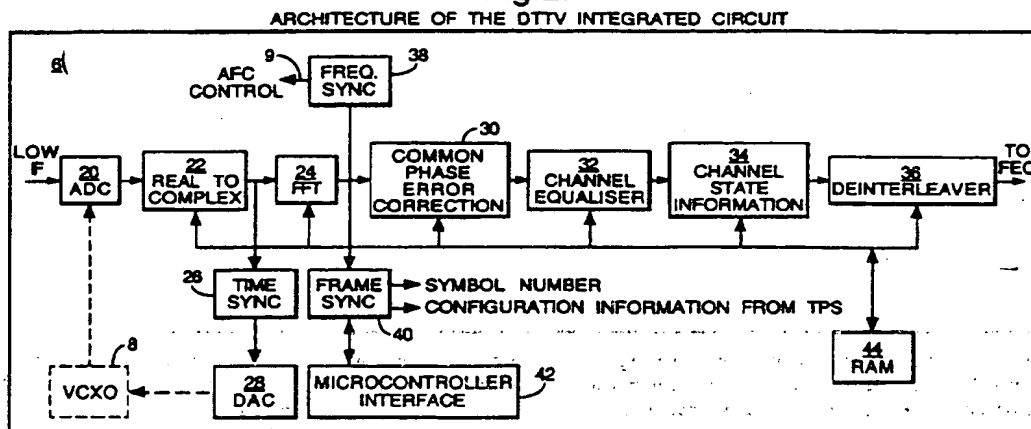 ARCHITECTURE OF THE DTTV INTEGRATED CIRCUIT
6
9
38
AFC
CONTROL
FREQ.
SYNC
30
LOW
IF
20
ADC
22
REAL TO
COMPLEX
24
FFT
COMMON
PHASE
ERROR
CORRECTION
32
CHANNEL
EQUALISER
34
CHANNEL
STATE
INFORMATION
36
DEINTERLEAVER
TO
FEC
26
TIME
SYNC
FRAME
SYNC
SYMBOL NUMBER
CONFIGURATION INFORMATION FROM TPS
40
8
VCXO
28
DAC
MICROCONTROLLER
INTERFACE
42
44
RAM